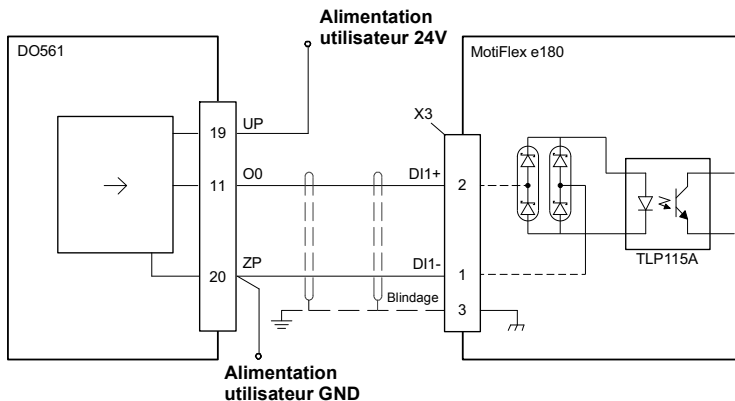 Alimentation
utilisateur 24V
DO561
MotiFlex e180
X3
19
UP
11
O0
DI1+
2
20
ZP
DI1-
1
Blindage
3
TLP115A
Alimentation
utilisateur GND